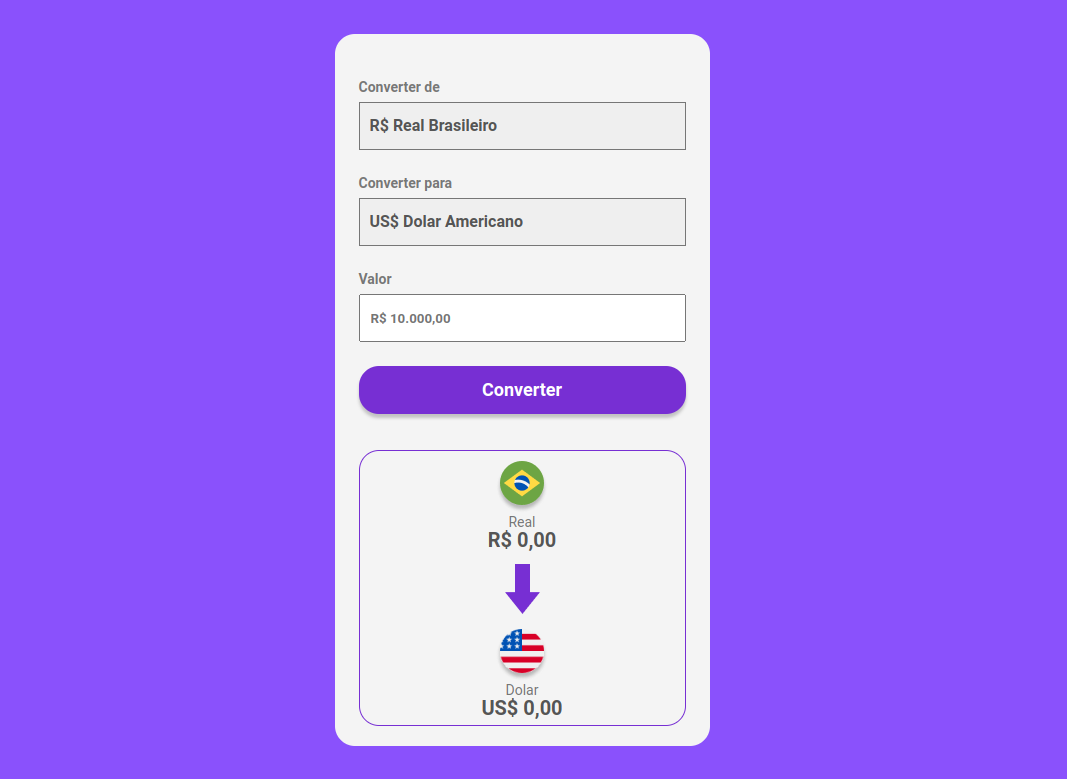 Converter de
R$ Real Brasileiro
Converter para
US$ Dolar Americano
Valor
R$ 10.000,00
Converter
Real
R$ 0,00
Dolar
US$ 0,00